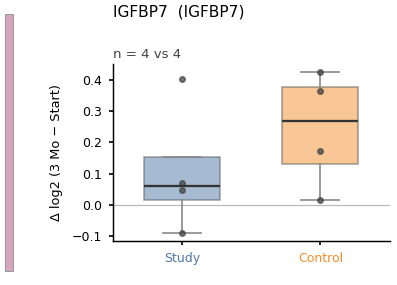 IGFBP7  (IGFBP7)
n = 4 vs 4
Δ log2 (3 Mo − Start)
0.4
0.3
0.2
0.1
0.0
−0.1
Study
Control